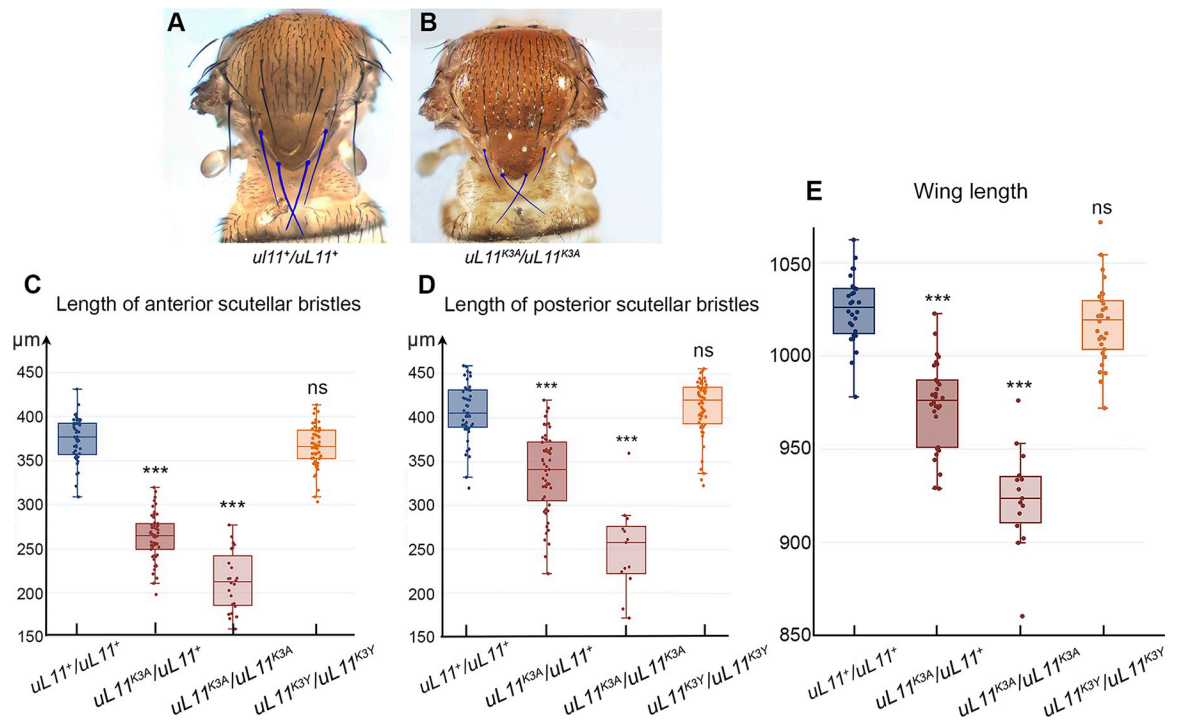 A
B
ul11+/uL11+
uL11K3A/uL11K3A
C
Length of anterior scutellar bristles
µm
450
400
350
300
250
200
150
***
***
ns
uL11+/uL11+
uL11K3A/uL11+
uL11K3A/uL11K3A
uL11K3Y/uL11K3Y
D
Length of posterior scutellar bristles
µm
450
400
350
300
250
200
150
***
***
ns
uL11+/uL11+
uL11K3A/uL11+
uL11K3A/uL11K3A
uL11K3Y/uL11K3Y
E
Wing length
1050
1000
950
900
850
***
***
ns
uL11+/uL11+
uL11K3A/uL11+
uL11K3A/uL11K3A
uL11K3Y/uL11K3Y